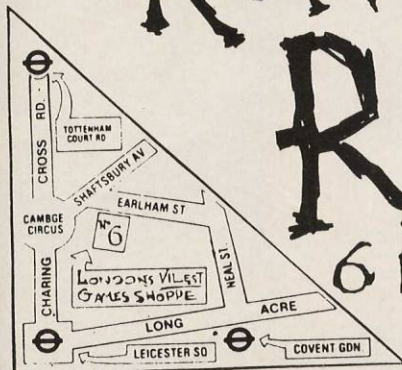 R
6
TOTTENHAM
COURT RD
CROSS RD.
SHAFTSBURY AV
EARLHAM ST
CAMBGE
CIRCUS
Nº
6
LONDONS VILEST
GAMES SHOPPE
CHARING
NEAL ST.
LONG ACRE
LEICESTER SQ
COVENT GDN